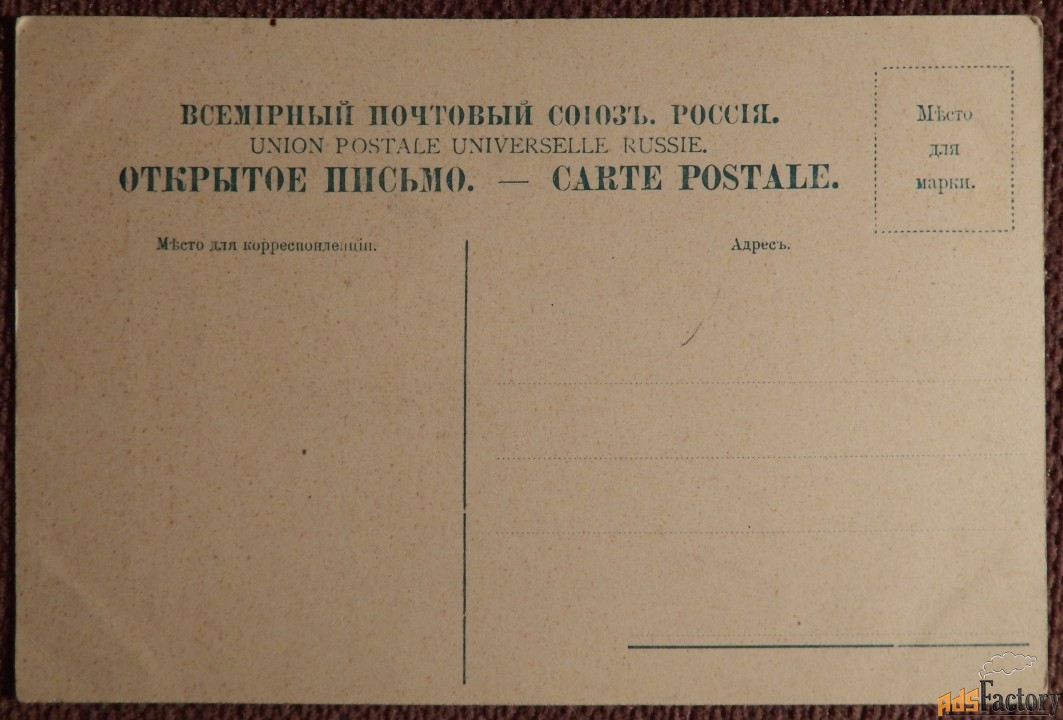 ВСЕМІРНЫЙ ПОЧТОВЫЙ СОЮЗЪ. РОССІЯ.
UNION POSTALE UNIVERSELLE RUSSIE.
ОТКРЫТОЕ ПИСЬМО. — CARTE POSTALE.
Мѣсто
для
марки.
Мѣсто для корреспонденціи.
Адресъ.
AdsFactory